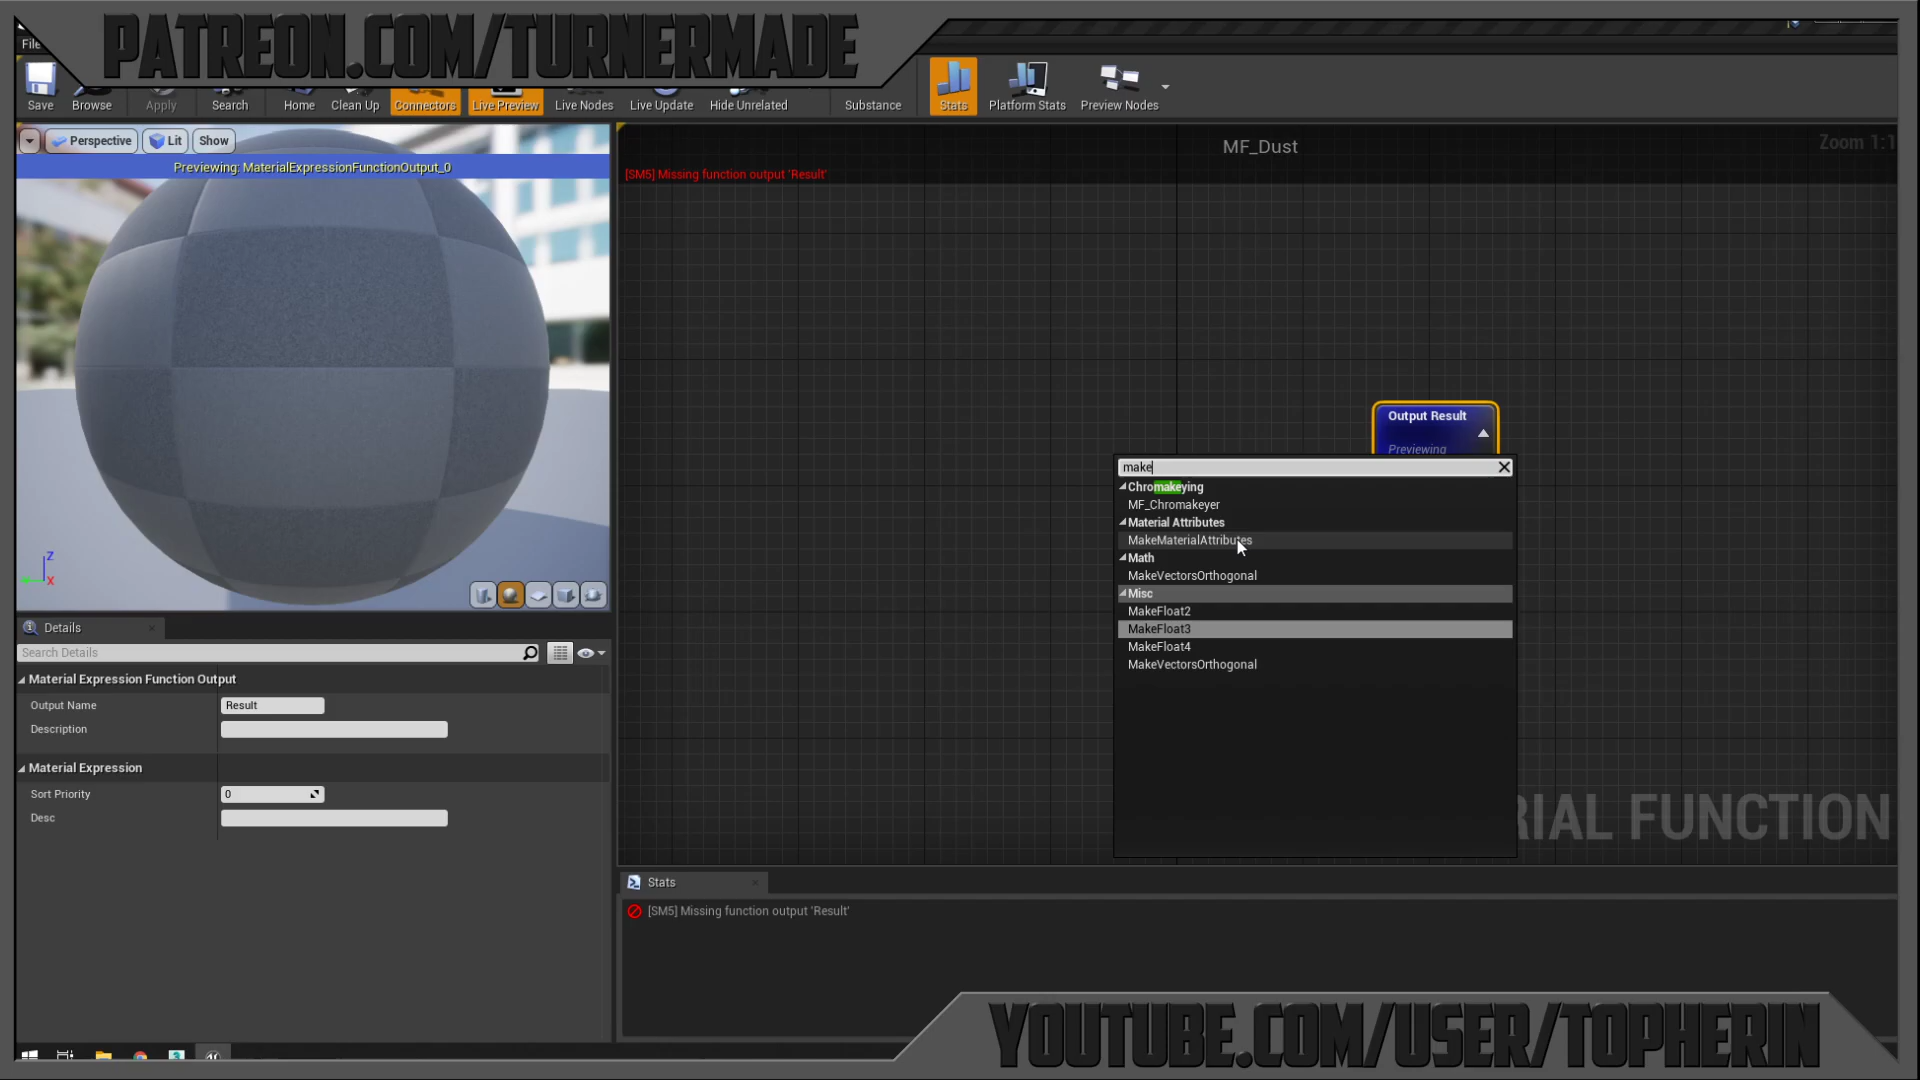 PATREON.COM/TURNERMADE
File
Save
Browse
Apply
Search
Home
Clean Up
Connectors
Live Preview
Live Nodes
Live Update
Hide Unrelated
Substance
Stats
Platform Stats
Preview Nodes
Perspective
Lit
Show
Previewing: MaterialExpressionFunctionOutput_0
MF_Dust
Zoom 1:1
[SM5] Missing function output 'Result'
Output Result
Previewing
make
Chromakeying
MF_Chromakeyer
Material Attributes
MakeMaterialAttributes
Math
MakeVectorsOrthogonal
Misc
MakeFloat2
MakeFloat3
MakeFloat4
MakeVectorsOrthogonal
Z
X
Details
Search Details
Material Expression Function Output
Output Name
Result
Description
Material Expression
Sort Priority
0
Desc
RIAL FUNCTION
Stats
[SM5] Missing function output 'Result'
YOUTUBE.COM/USER/TOPHERIN